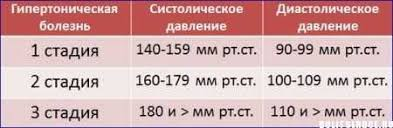 Гипертоническая болезнь Систолическое давление Диастолическое давление
1 стадия 140-159 мм рт.ст. 90-99 мм рт.ст.
2 стадия 160-179 мм рт.ст. 100-109 мм рт.ст.
3 стадия 180 и > мм рт.ст. 110 и > мм рт.ст.